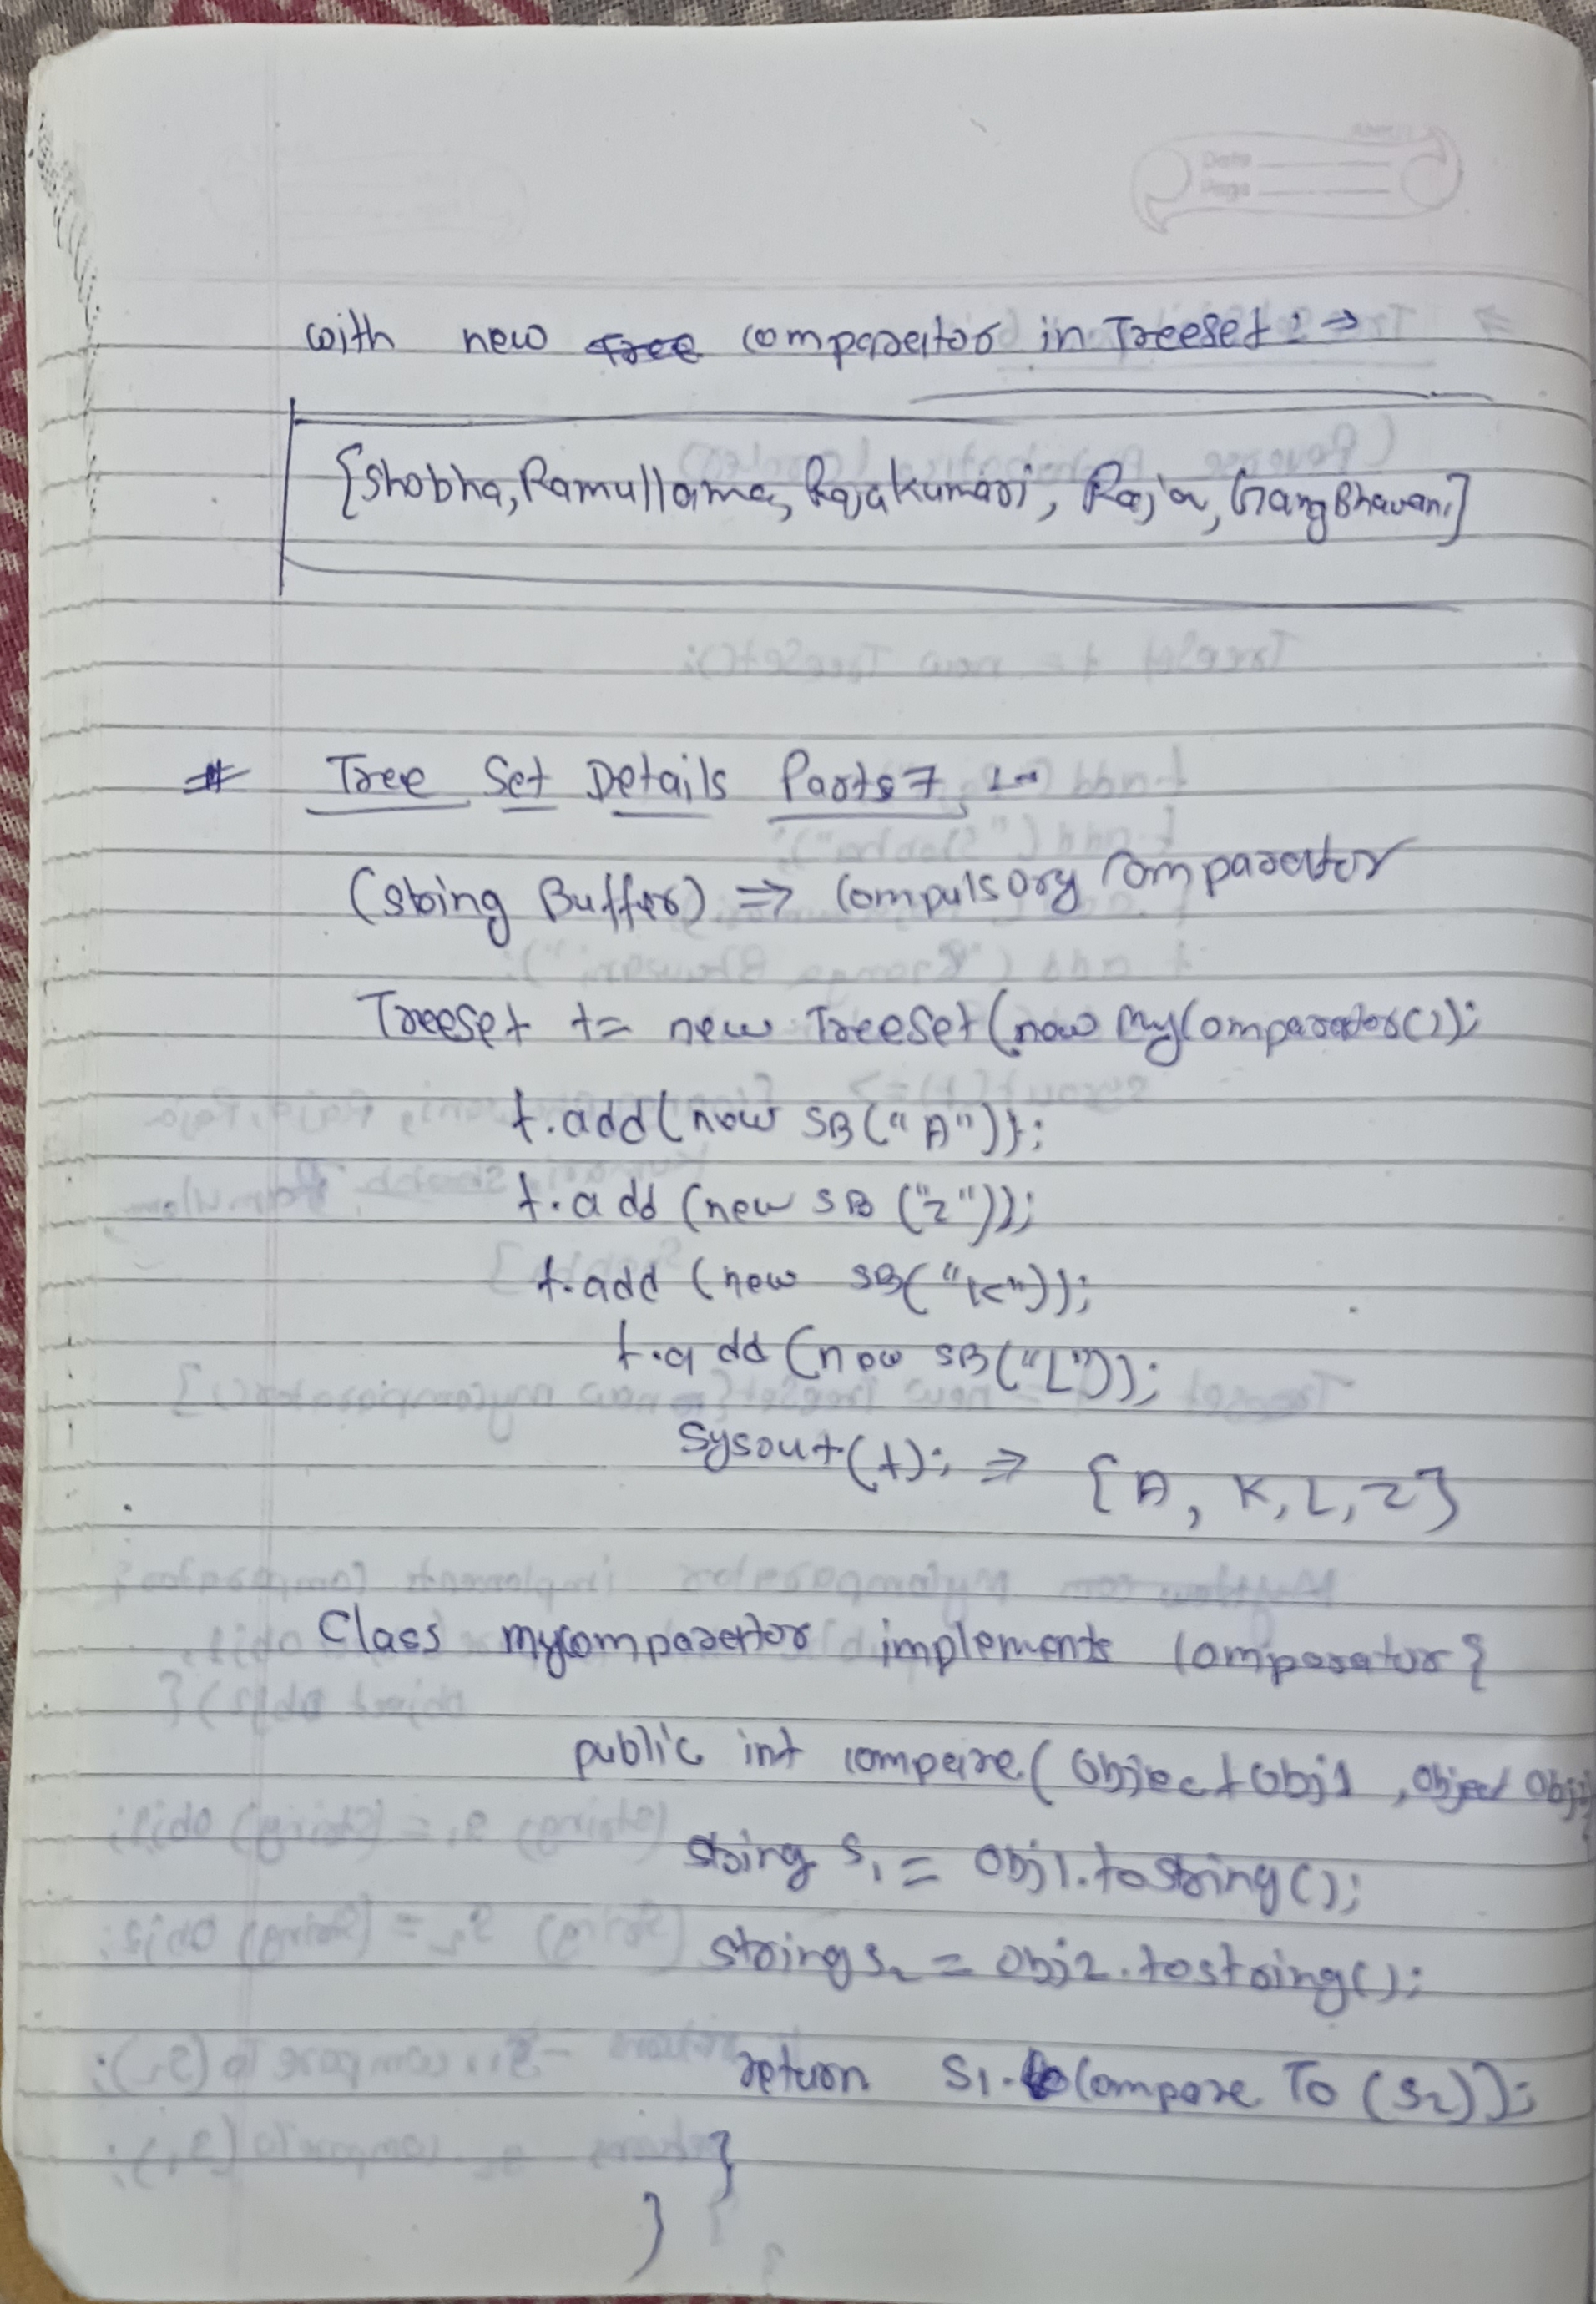 Date
Page
with new Tree comparator in TreeSet : ⇒
{Shobha, Ramullama, Rajakumari, Raja, GangBhavani}
# Tree Set Details Parts 7 :-
(string Buffer) ⇒ Compulsory Comparator
TreeSet t= new TreeSet(new MyComparator());
t.add(new SB("A"));
t.add (new SB ("Z"));
t.add (new SB("K"));
t.add (new SB("L"));
Sysout(t); ⇒ {A, K, L, Z}
Class mycomparator implements Comparator{
public int compare(Object Obj1, Object Obj2){
String S1 = Obj1.toString();
String S2 = Obj2.tostring();
return S1.Compare To (S2));
}
}